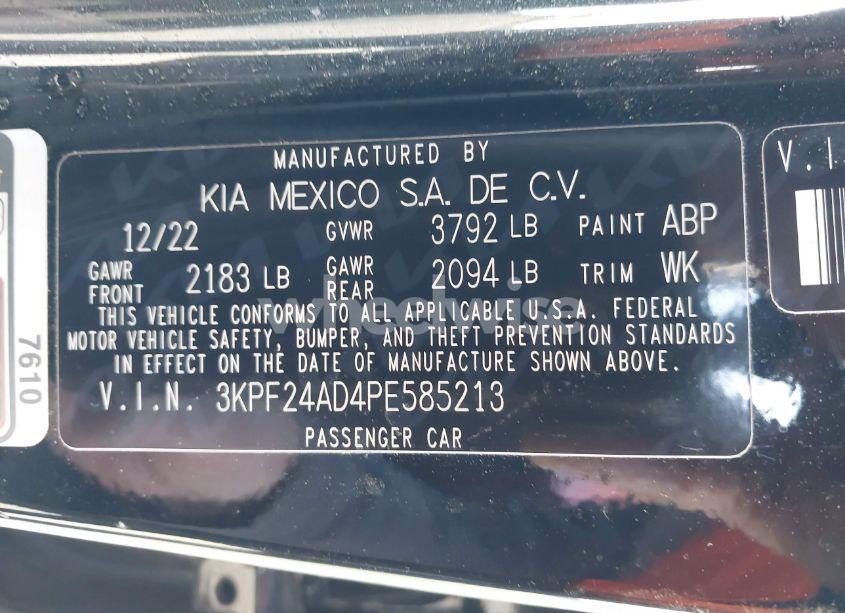 MANUFACTURED BY
KIA MEXICO S.A. DE C.V.
12/22 GVWR 3792 LB PAINT ABP
GAWR FRONT 2183 LB GAWR REAR 2094 LB TRIM WK
THIS VEHICLE CONFORMS TO ALL APPLICABLE U.S.A. FEDERAL
MOTOR VEHICLE SAFETY, BUMPER, AND THEFT PREVENTION STANDARDS
IN EFFECT ON THE DATE OF MANUFACTURE SHOWN ABOVE.
V.I.N. 3KPF24AD4PE585213
PASSENGER CAR
7610
V.I